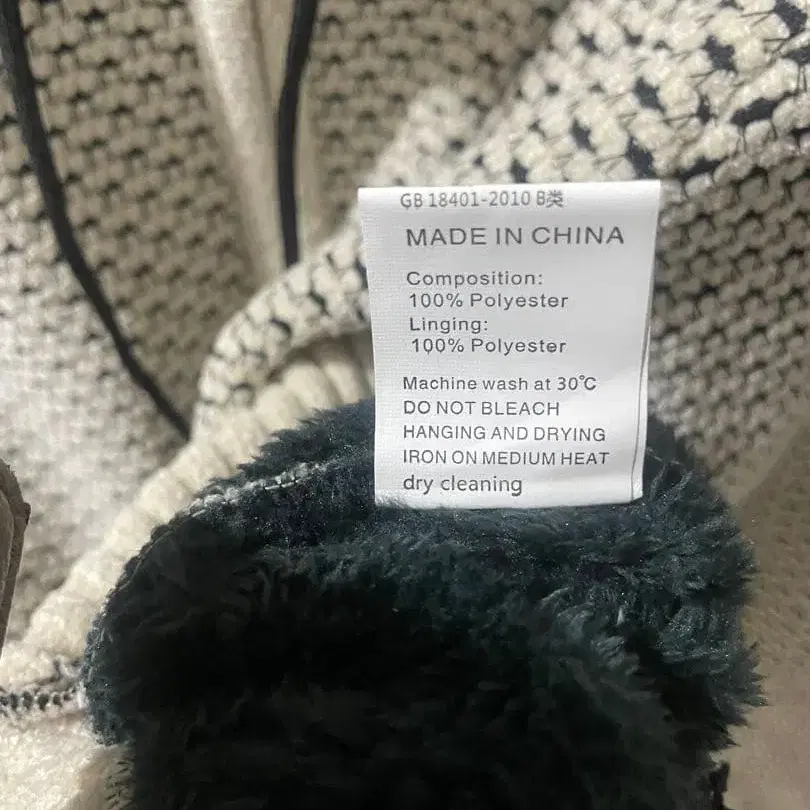 GB 18401-2010 B类
MADE IN CHINA
Composition:
100% Polyester
Linging:
100% Polyester
Machine wash at 30℃
DO NOT BLEACH
HANGING AND DRYING
IRON ON MEDIUM HEAT
dry cleaning